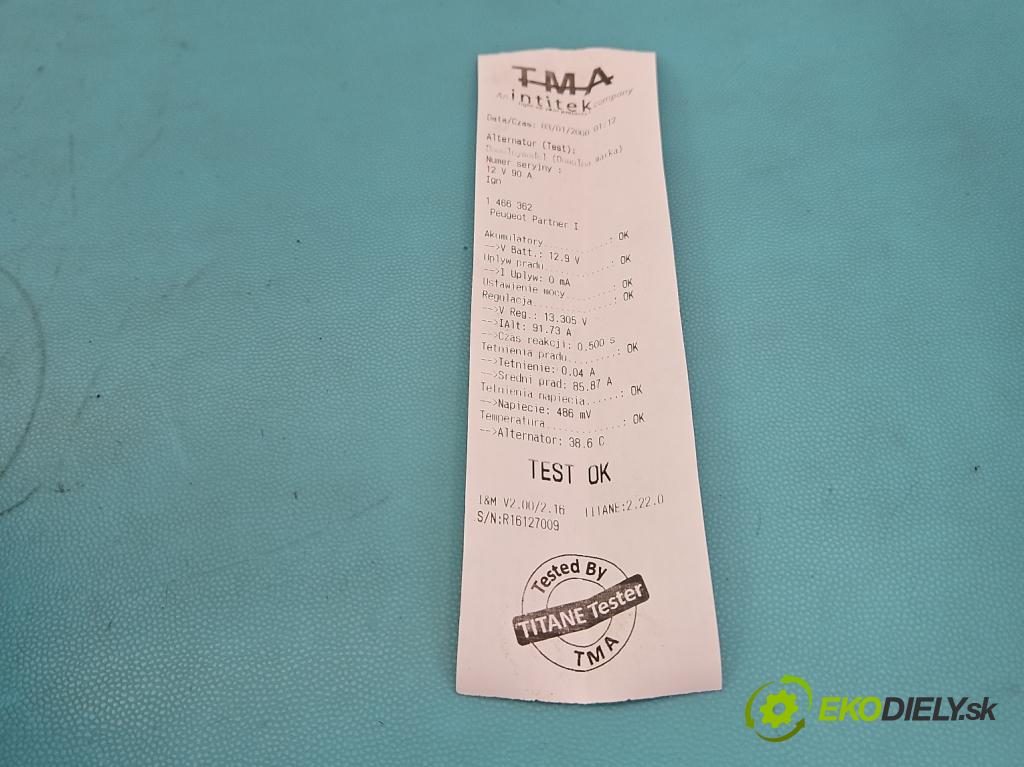 TMA
An intitek company
Data/Czas: 03/01/2000 01:12
Alternator (Test):
(Dowolna marka)
Numer seryjny :
12 V 90 A
Ign
1 466 362
Peugeot Partner I
Akumulatory..........: OK
-->V Batt.: 12.9 V
Uplyw pradu..........: OK
-->I Uplyw: 0 mA
Ustawienie mocy.......: OK
Regulacja............: OK
-->V Reg.: 13.305 V
-->IAlt: 91.73 A
-->Czas reakcji: 0.500 s
Tetnienia pradu........: OK
-->Tetnienie: 0.04 A
-->Sredni prad: 85.87 A
Tetnienia napiecia.....: OK
-->Napiecie: 486 mV
Temperatura............: OK
-->Alternator: 38.6 C
TEST OK
I&M V2.00/2.16 TITANE:2.22.0
S/N:R16127009
Tested By
TITANE Tester
TMA
EKODIELY.sk